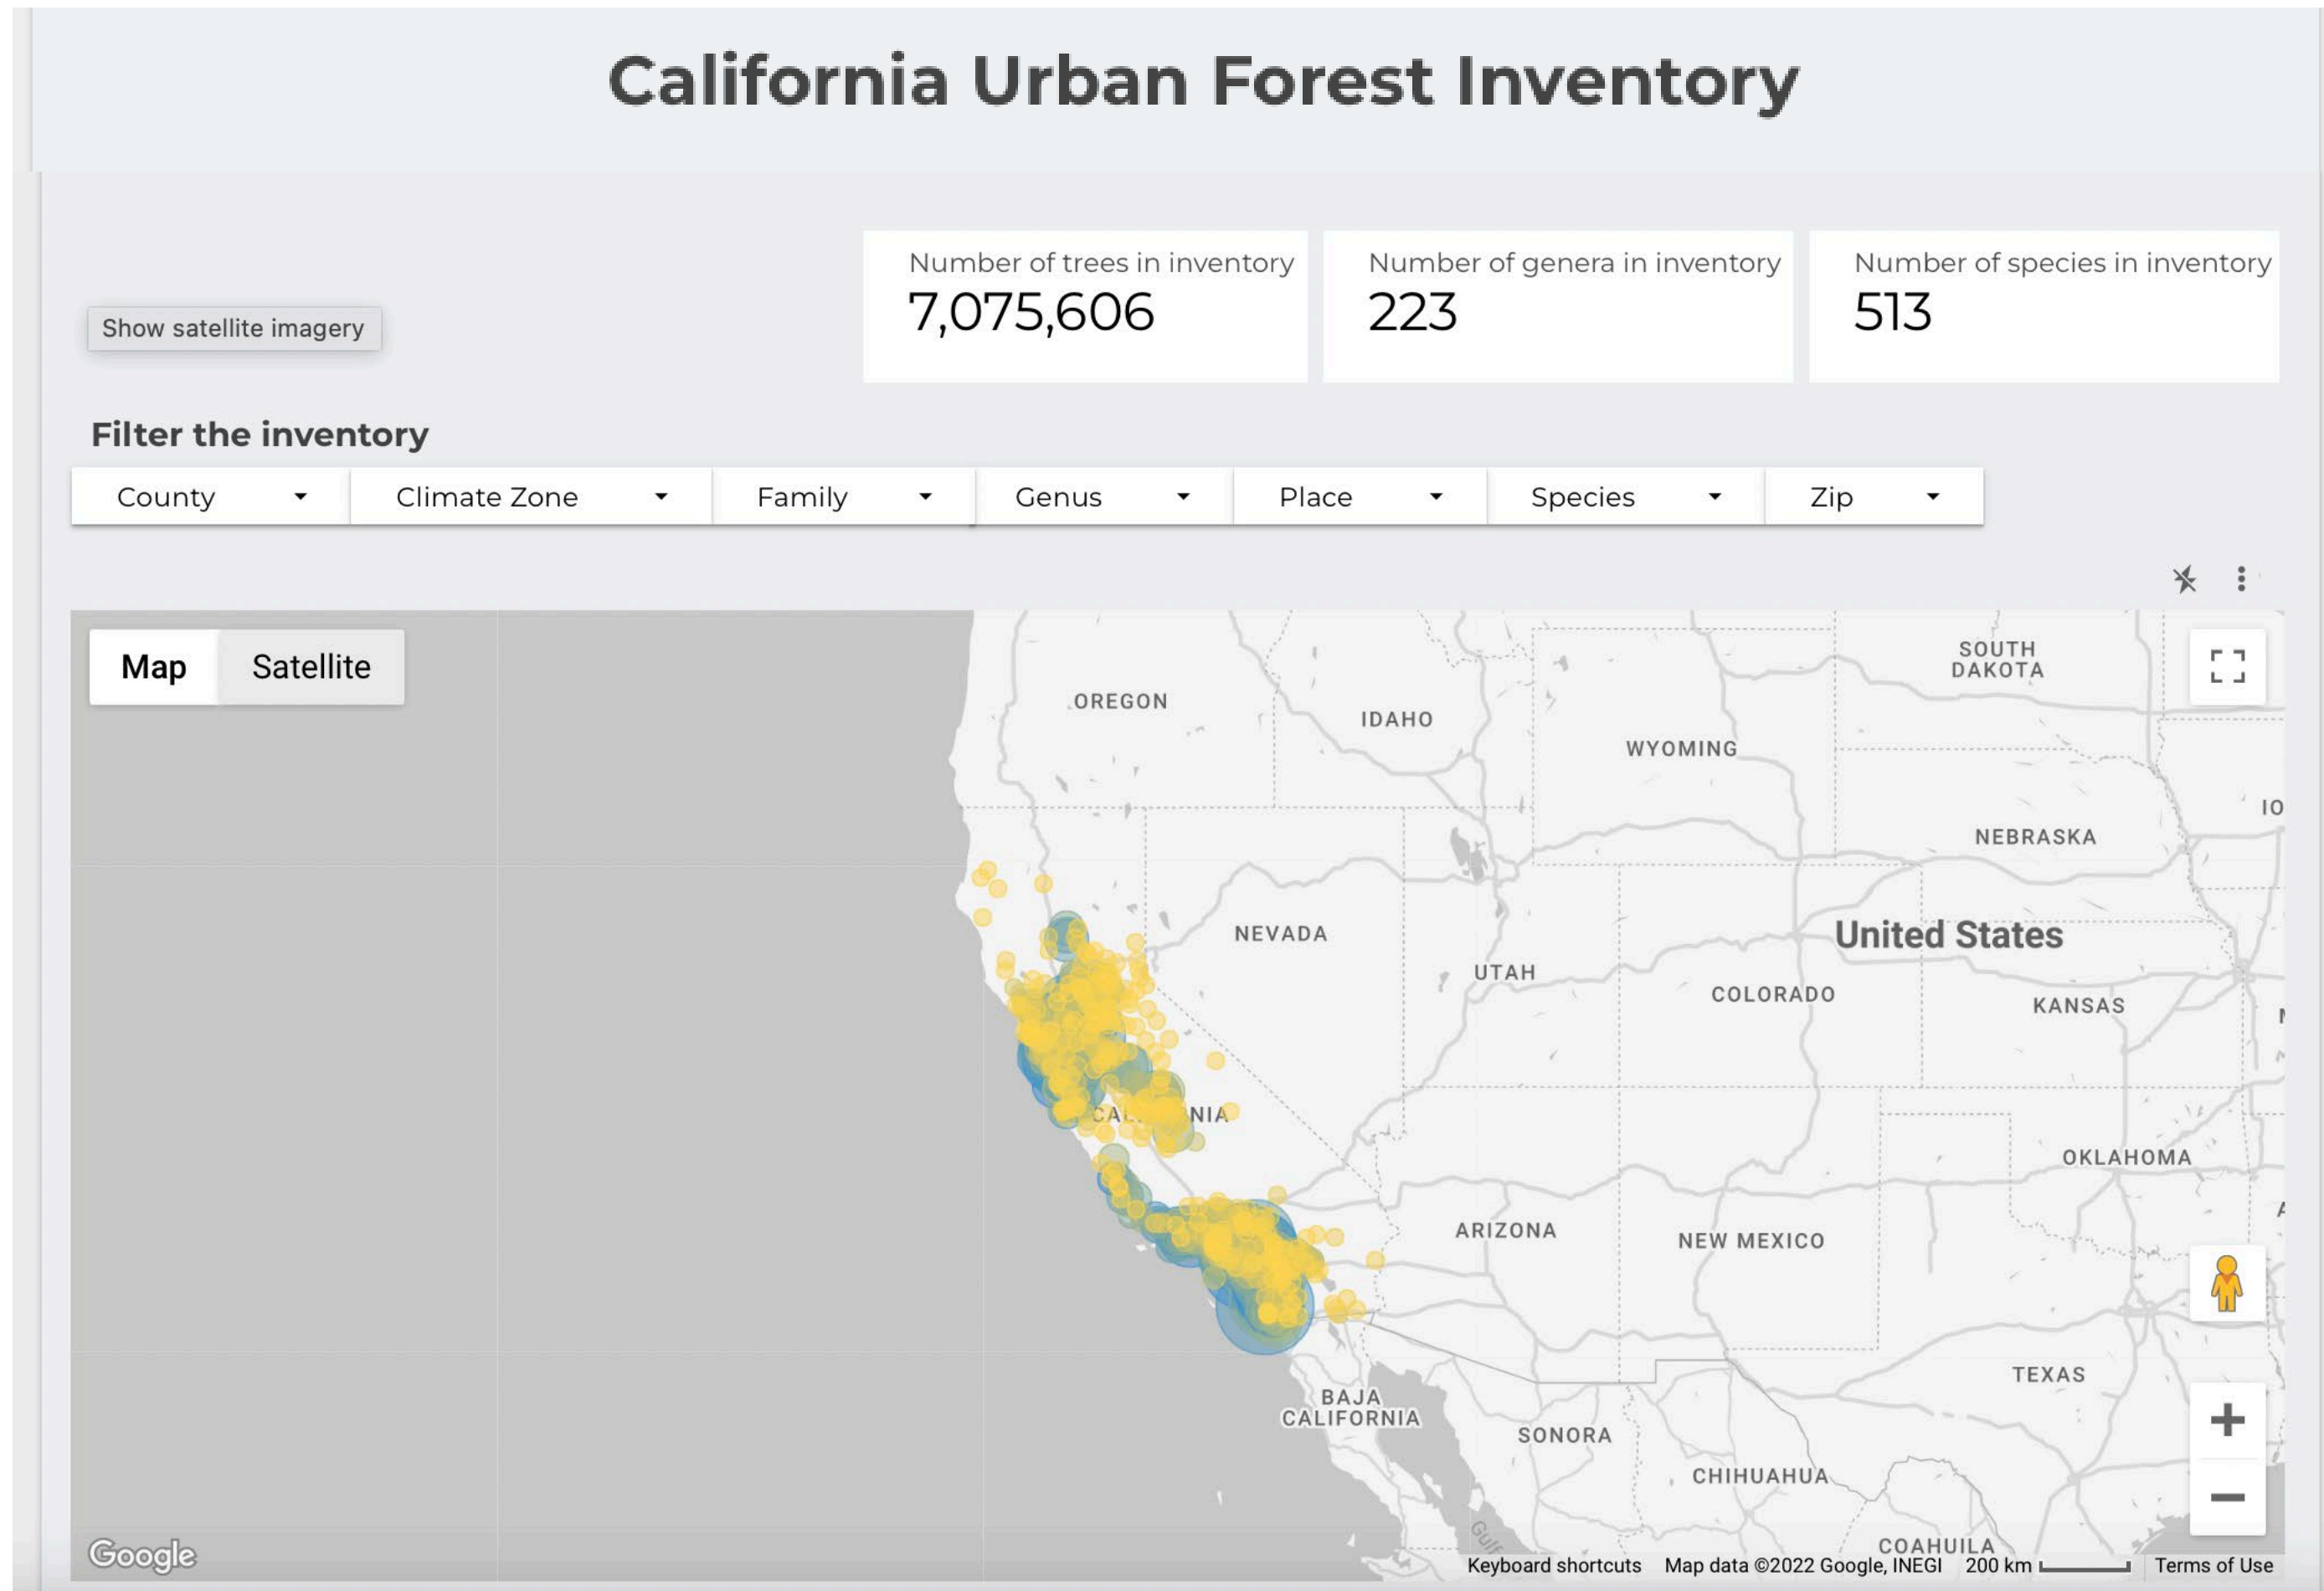 California Urban Forest Inventory
Number of trees in inventory
7,075,606
Number of genera in inventory
223
Number of species in inventory
513
Show satellite imagery
Filter the inventory
County
Climate Zone
Family
Genus
Place
Species
Zip
Map
Satellite
SOUTH
DAKOTA
OREGON
IDAHO
WYOMING
IO
NEBRASKA
NEVADA
United States
UTAH
COLORADO
KANSAS
CAL
NIA
OKLAHOMA
ARIZONA
NEW MEXICO
TEXAS
BAJA
CALIFORNIA
SONORA
CHIHUAHUA
COAHUILA
Gulf
Google
Keyboard shortcuts
Map data ©2022 Google, INEGI
200 km
Terms of Use